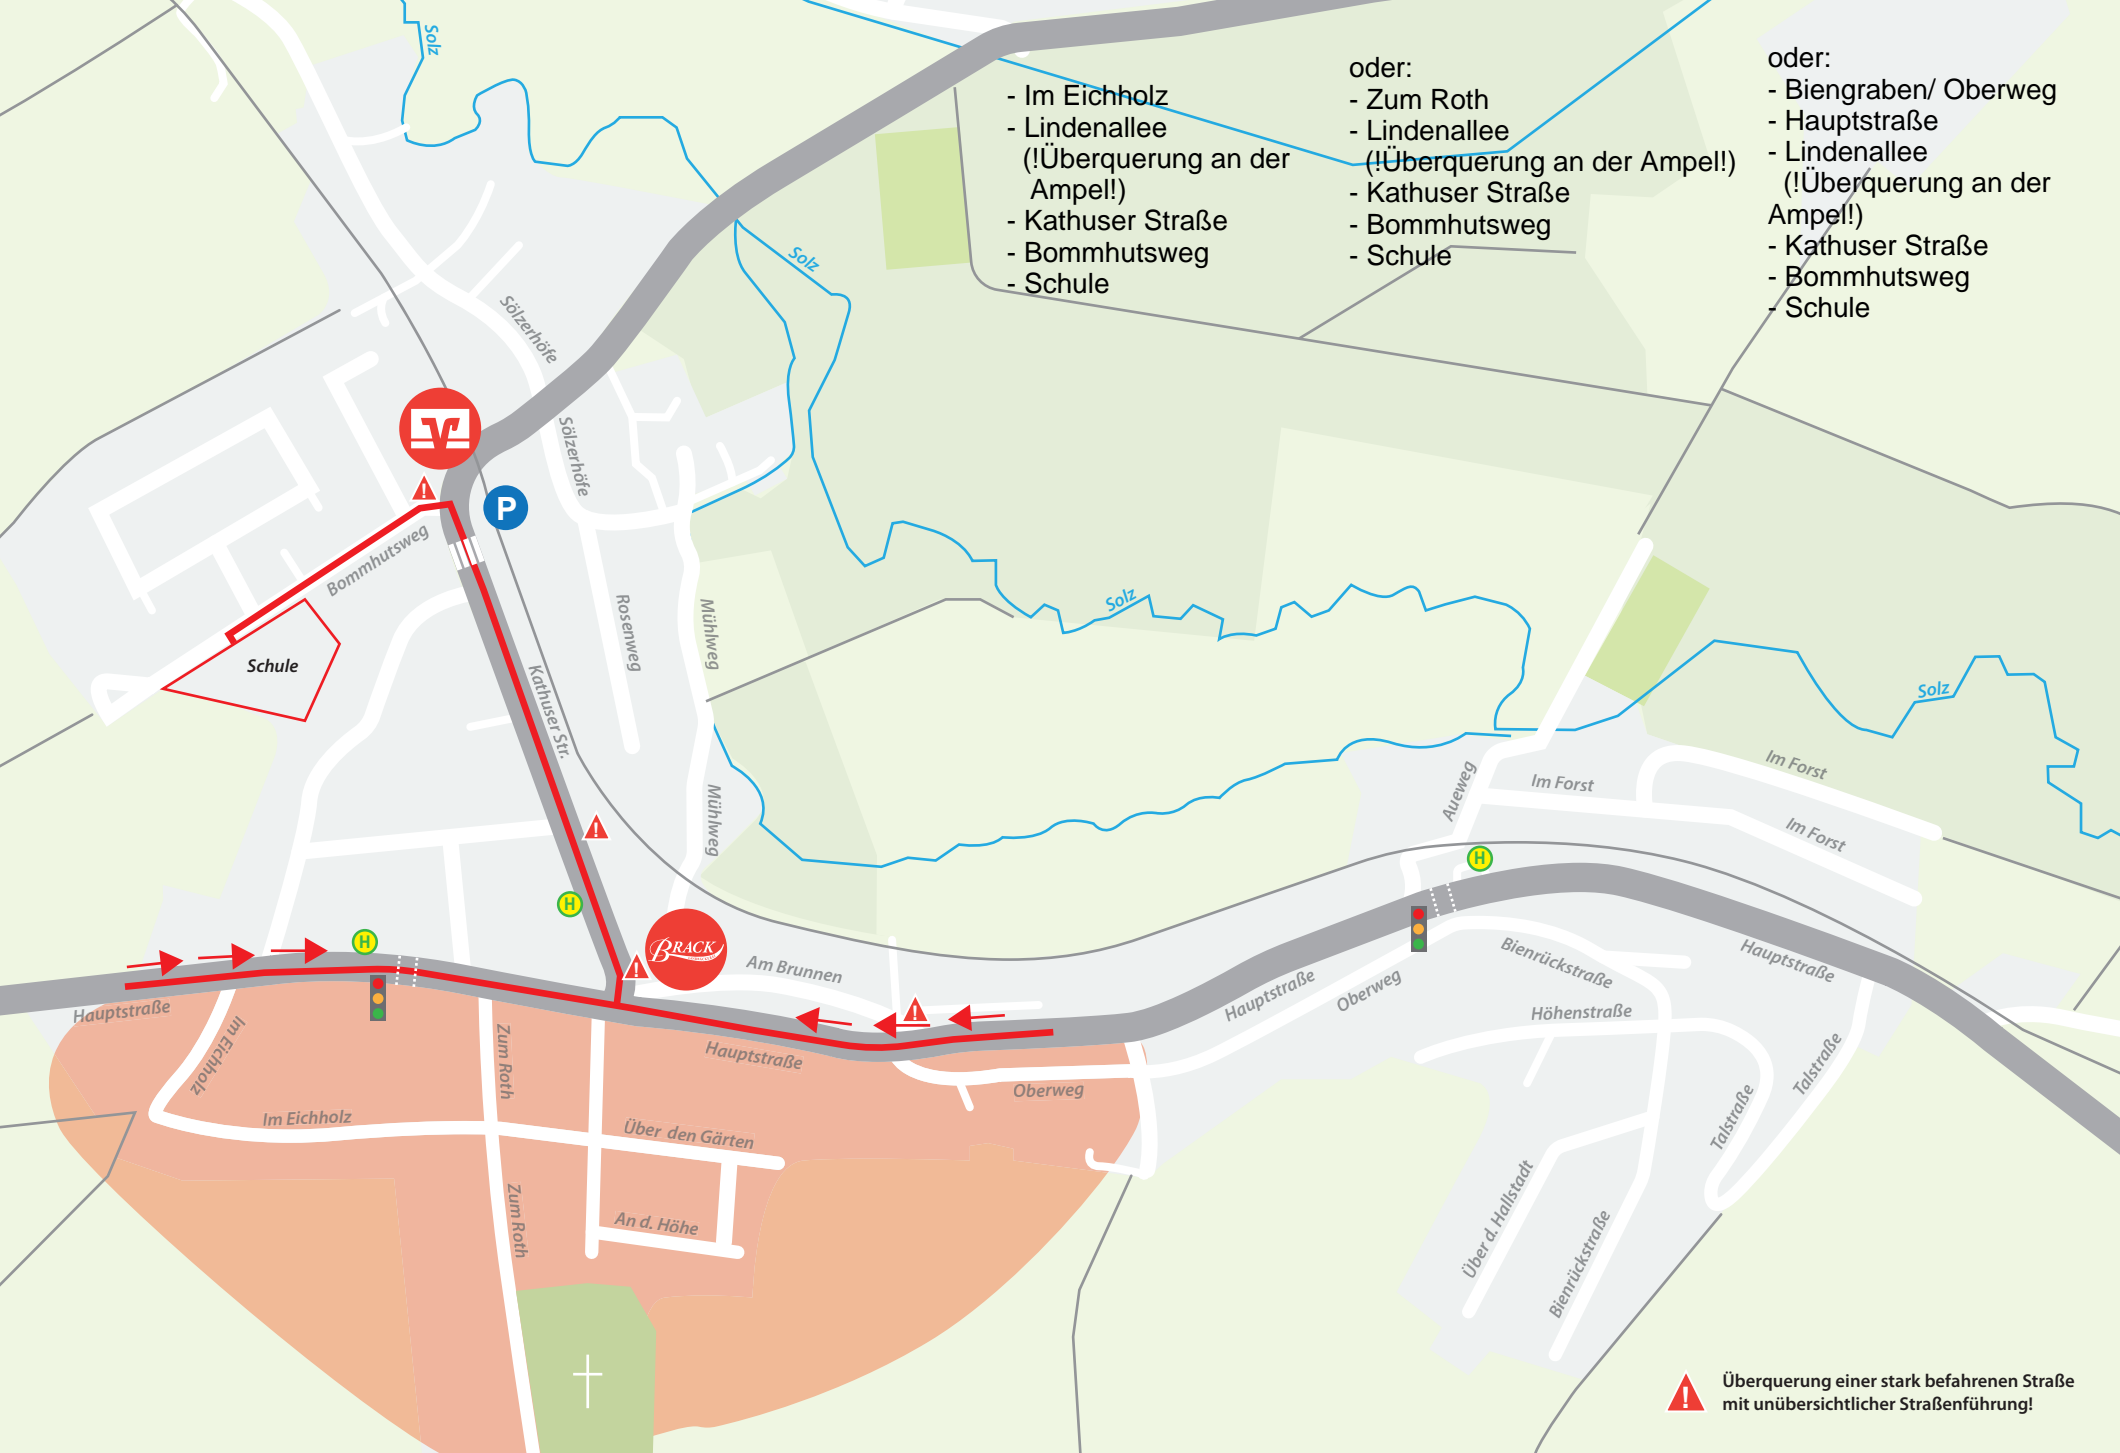 - Im Eichholz
- Lindenallee
(!Überquerung an der
Ampel!)
- Kathuser Straße
- Bommhutsweg
- Schule
oder:
- Zum Roth
- Lindenallee
(!Überquerung an der Ampel!)
- Kathuser Straße
- Bommhutsweg
- Schule
oder:
- Biengraben/ Oberweg
- Hauptstraße
- Lindenallee
(!Überquerung an der
Ampel!)
- Kathuser Straße
- Bommhutsweg
- Schule
Solz
Solz
Sölzerhöfe
Sölzerhöfe
P
Bommhutsweg
Schule
Rosenweg
Mühlweg
Solz
Kathuser Str.
Solz
Mühlweg
Aueweg
Im Forst
Im Forst
Im Forst
H
H
H
BRACK
Am Brunnen
Hauptstraße
Hauptstraße
Hauptstraße
Hauptstraße
Oberweg
Bienrückstraße
Höhenstraße
Im Eichholz
Zum Roth
Im Eichholz
Über den Gärten
Oberweg
Talstraße
Talstraße
Zum Roth
An d. Höhe
Über d. Hallstadt
Bienrückstraße
!
!
!
!
!
Überquerung einer stark befahrenen Straße
mit unübersichtlicher Straßenführung!